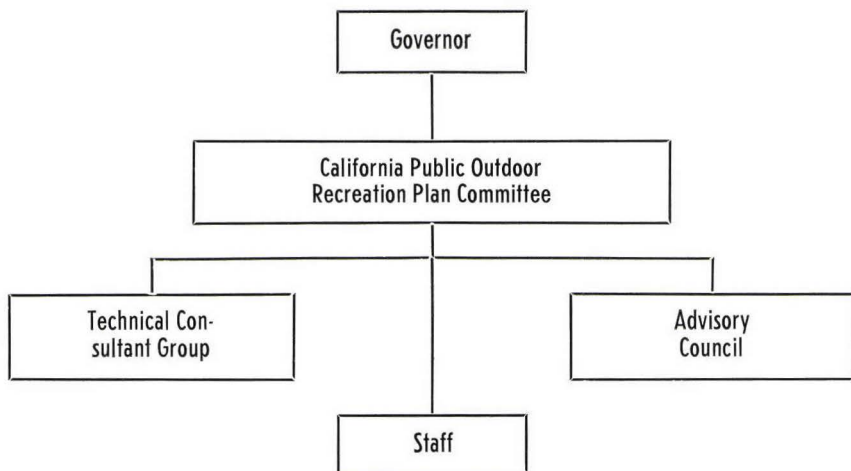 Governor
California Public Outdoor
Recreation Plan Committee
Technical Con-
sultant Group
Advisory
Council
Staff